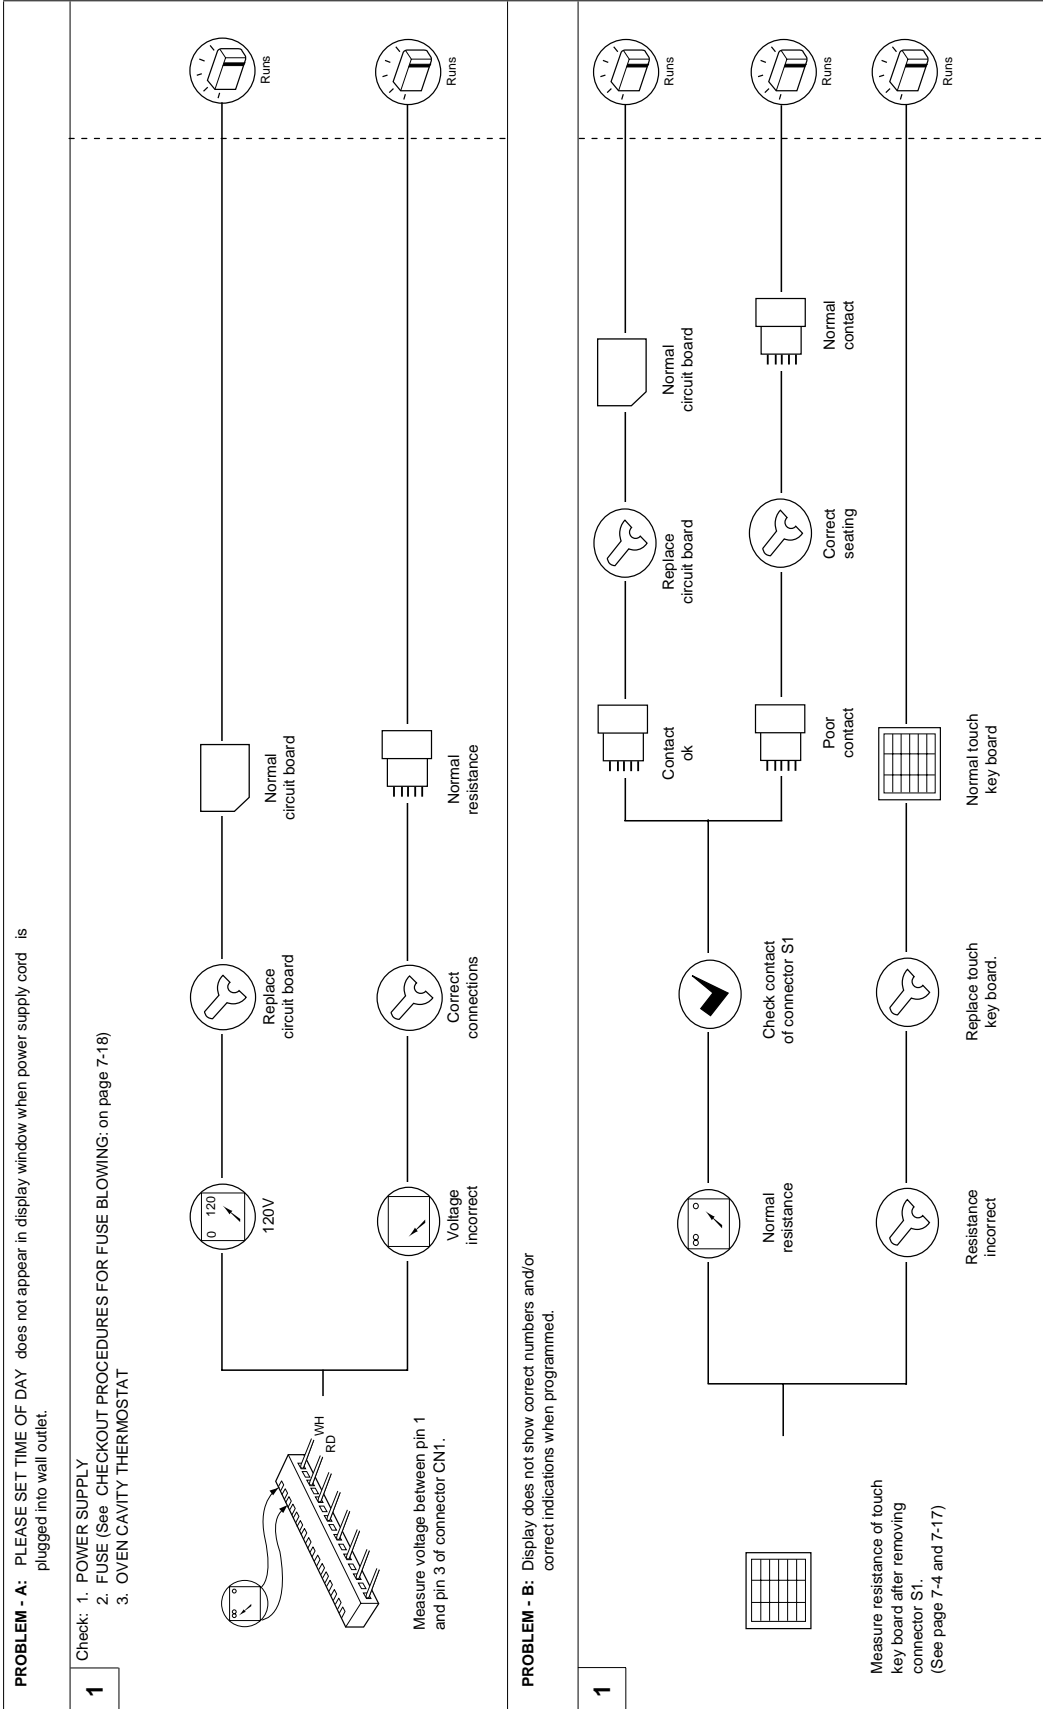 PROBLEM - A: PLEASE SET TIME OF DAY does not appear in display window when power supply cord is
plugged into wall outlet.
1
Check: 1. POWER SUPPLY
2. FUSE (See CHECKOUT PROCEDURES FOR FUSE BLOWING: on page 7-18)
3. OVEN CAVITY THERMOSTAT
WH
RD
Measure voltage between pin 1
and pin 3 of connector CN1.
0 120
120V
Replace
circuit board
Normal
circuit board
Runs
Voltage
incorrect
Correct
connections
Normal
resistance
Runs
PROBLEM - B: Display does not show correct numbers and/or
correct indications when programmed.
1
Measure resistance of touch
key board after removing
connector S1.
(See page 7-4 and 7-17)
Normal
resistance
Check contact
of connector S1
Contact
ok
Replace
circuit board
Normal
circuit board
Runs
Poor
contact
Correct
seating
Normal
contact
Runs
Resistance
incorrect
Replace touch
key board.
Normal touch
key board
Runs